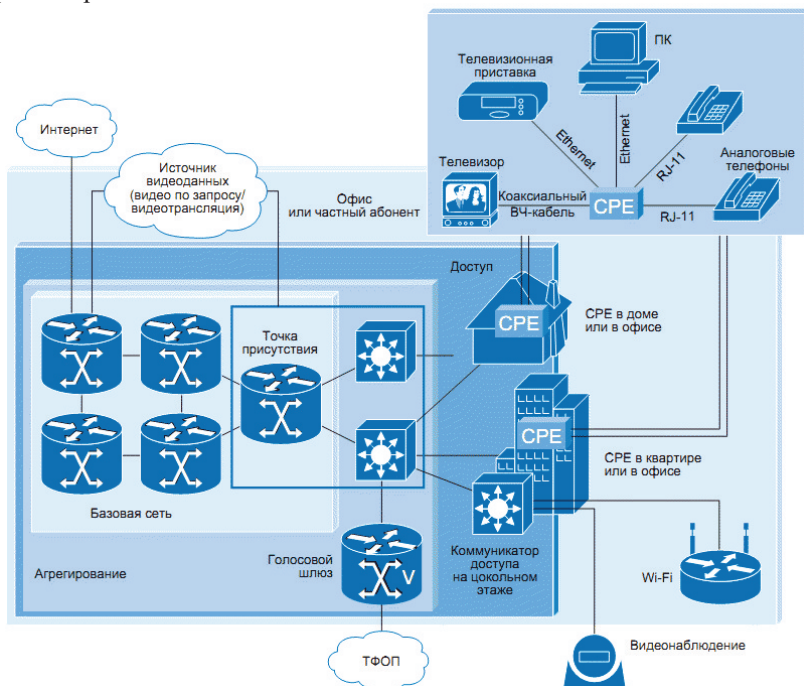 ПК
Телевизионная
приставка
Интернет
Источник
видеоданных
(видео по запросу/
видеотрансляция)
Офис
или частный абонент
Ethernet
Ethernet
RJ-11
Аналоговые
телефоны
Телевизор
Коаксиальный
ВЧ-кабель
CPE
RJ-11
Доступ
CPE
CPE в доме
или в офисе
Точка
присутствия
CPE
CPE в квартире
или в офисе
Базовая сеть
Агрегирование
Голосовой
шлюз
V
Коммуникатор
доступа
на цокольном
этаже
Wi-Fi
ТФОП
Видеонаблюдение